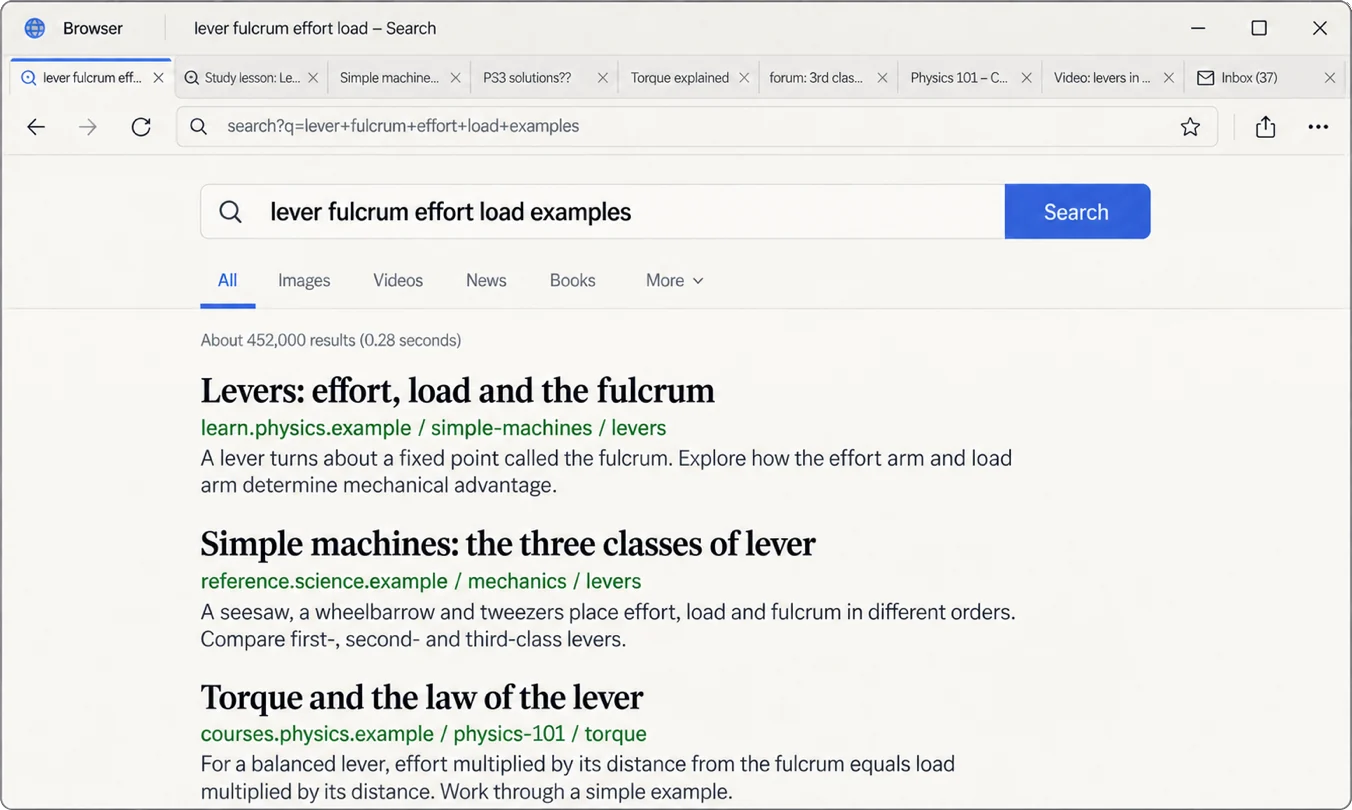 Browser
lever fulcrum effort load – Search
lever fulcrum eff...
Study lesson: Le...
Simple machine...
PS3 solutions??
Torque explained
forum: 3rd clas...
Physics 101 – C...
Video: levers in ...
Inbox (37)
search?q=lever+fulcrum+effort+load+examples
lever fulcrum effort load examples
Search
All
Images
Videos
News
Books
More
About 452,000 results (0.28 seconds)
Levers: effort, load and the fulcrum
learn.physics.example / simple-machines / levers
A lever turns about a fixed point called the fulcrum. Explore how the effort arm and load
arm determine mechanical advantage.
Simple machines: the three classes of lever
reference.science.example / mechanics / levers
A seesaw, a wheelbarrow and tweezers place effort, load and fulcrum in different orders.
Compare first-, second- and third-class levers.
Torque and the law of the lever
courses.physics.example / physics-101 / torque
For a balanced lever, effort multiplied by its distance from the fulcrum equals load
multiplied by its distance. Work through a simple example.